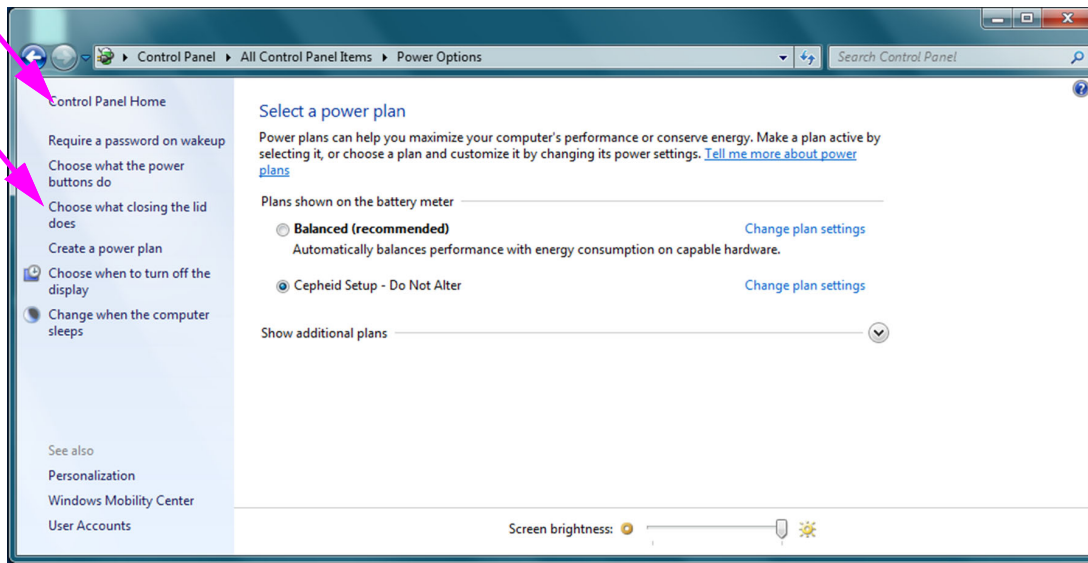 Control Panel ▸ All Control Panel Items ▸ Power Options
Search Control Panel
Control Panel Home
Require a password on wakeup
Choose what the power
buttons do
Choose what closing the lid
does
Create a power plan
Choose when to turn off the
display
Change when the computer
sleeps
See also
Personalization
Windows Mobility Center
User Accounts
Select a power plan
Power plans can help you maximize your computer's performance or conserve energy. Make a plan active by
selecting it, or choose a plan and customize it by changing its power settings. Tell me more about power
plans
Plans shown on the battery meter
Balanced (recommended) Change plan settings
Automatically balances performance with energy consumption on capable hardware.
Cepheid Setup - Do Not Alter Change plan settings
Show additional plans
Screen brightness: